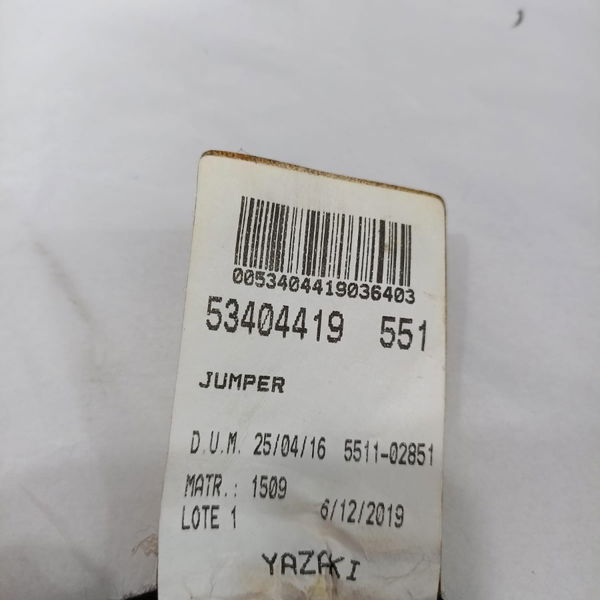 0053404419036403
53404419 551
JUMPER
D.U.M. 25/04/16 5511-02851
MATR.: 1509
LOTE 1 6/12/2019
YAZAKI